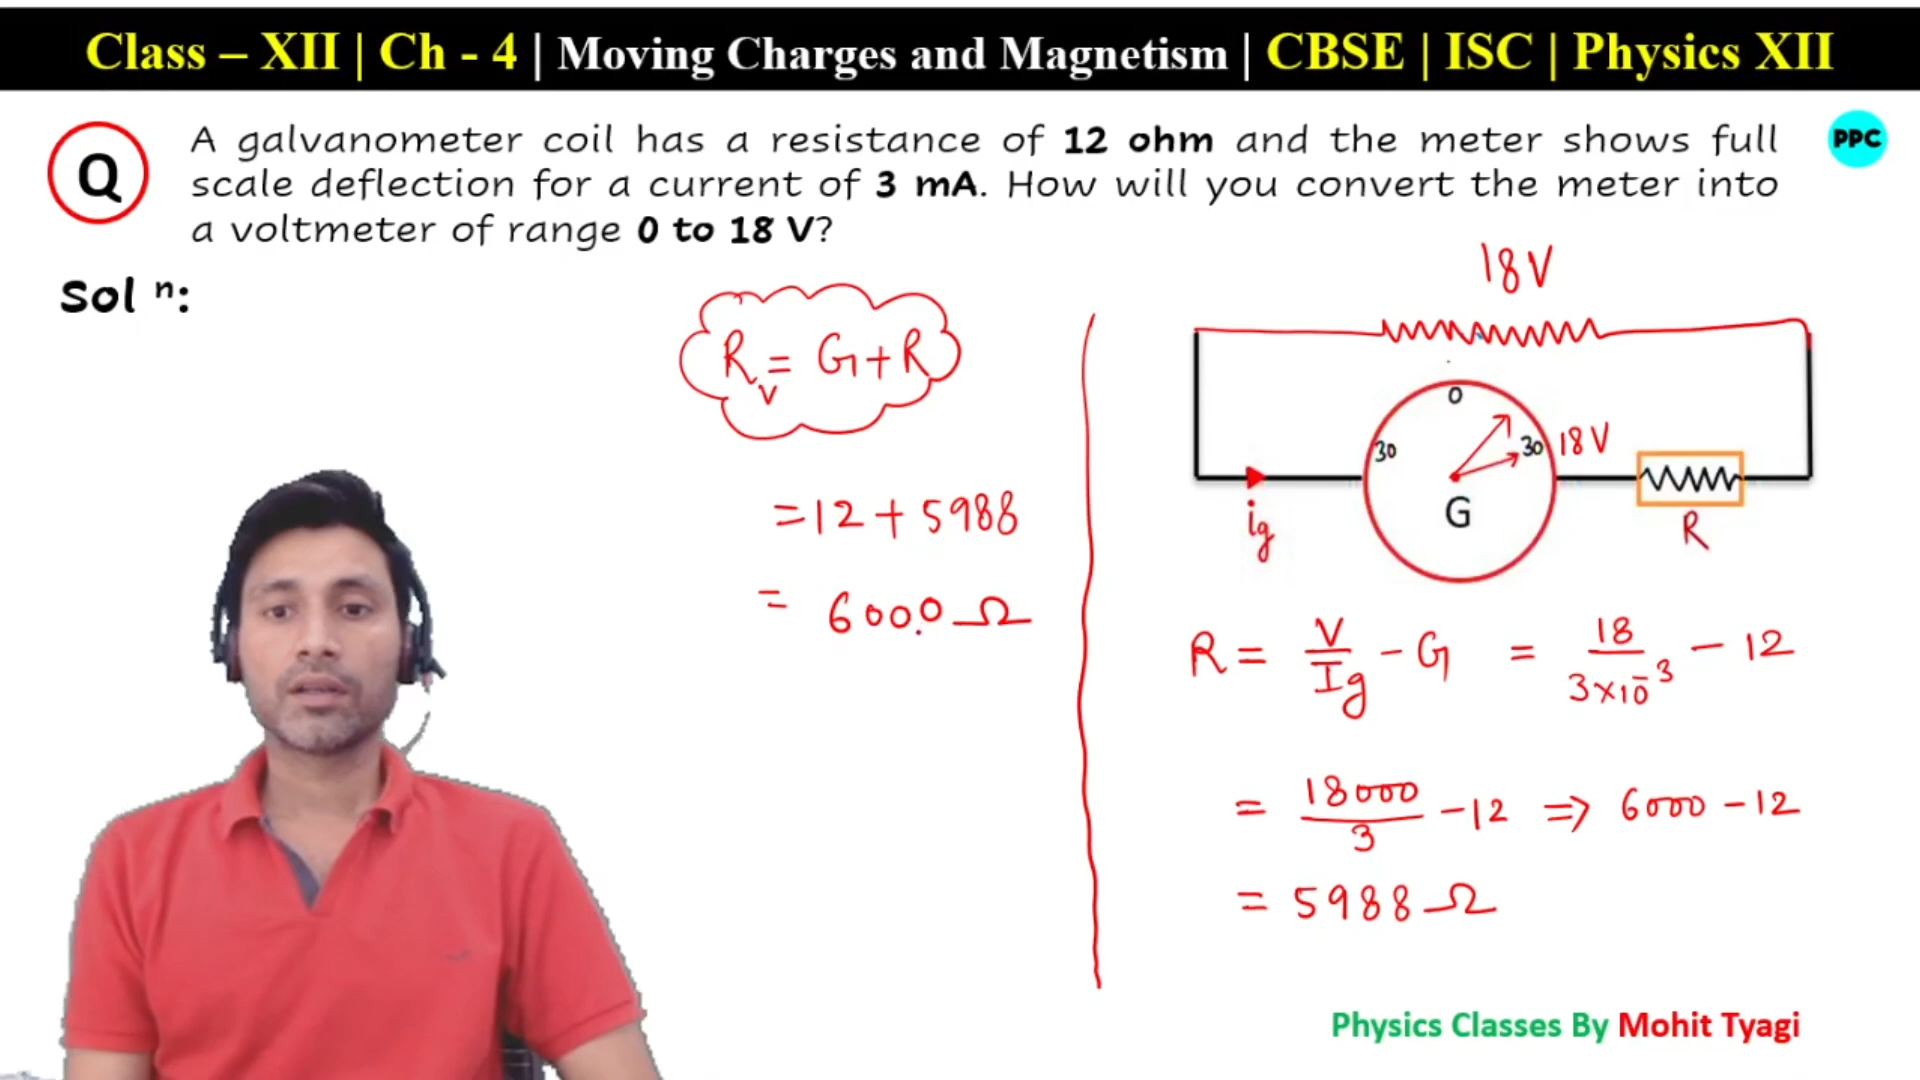 Class – XII | Ch - 4 | Moving Charges and Magnetism | CBSE | ISC | Physics XII
Q
A galvanometer coil has a resistance of 12 ohm and the meter shows full
scale deflection for a current of 3 mA. How will you convert the meter into
a voltmeter of range 0 to 18 V?
PPC
Sol ⁿ:
R_v = G + R
= 12 + 5988
= 6000 Ω
18V
0
30
30
18V
G
ig
R
R = V/Ig - G = 18/(3×10⁻³) - 12
= 18000/3 - 12 ⇒ 6000 - 12
= 5988 Ω
Physics Classes By Mohit Tyagi